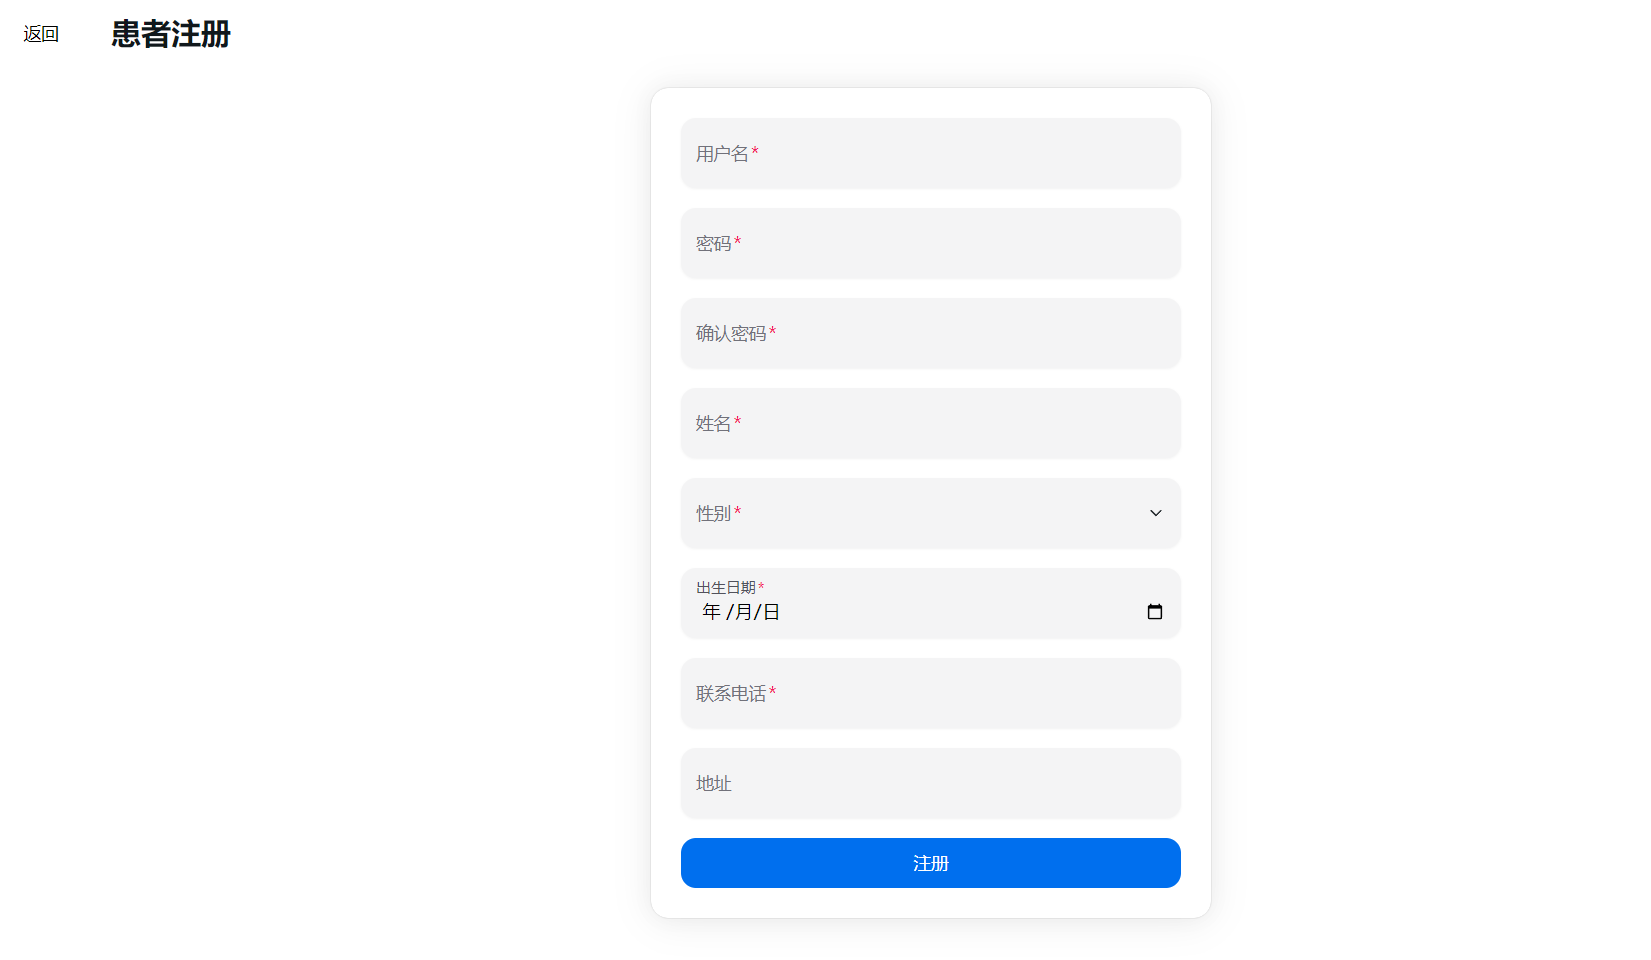 返回
患者注册
用户名*
密码*
确认密码*
姓名*
性别*
出生日期*
年 /月/日
联系电话*
地址
注册